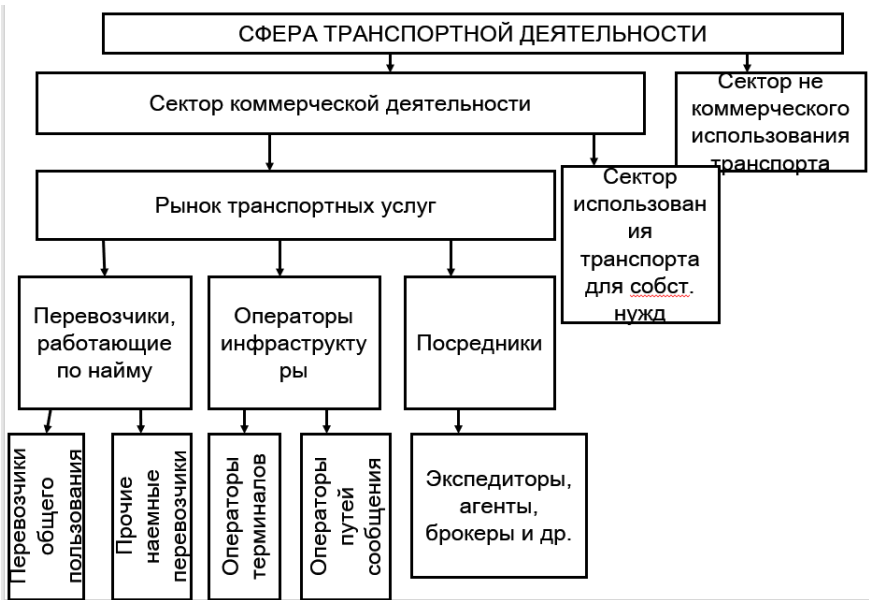 СФЕРА ТРАНСПОРТНОЙ ДЕЯТЕЛЬНОСТИ
Сектор коммерческой деятельности
Сектор не
коммерческого
использования
транспорта
Рынок транспортных услуг
Сектор
использован
ия
транспорта
для собст.
нужд
Перевозчики,
работающие
по найму
Операторы
инфраструкту
ры
Посредники
Перевозчики
общего
пользования
Прочие
наемные
перевозчики
Операторы
терминалов
Операторы
путей
сообщения
Экспедиторы,
агенты,
брокеры и др.